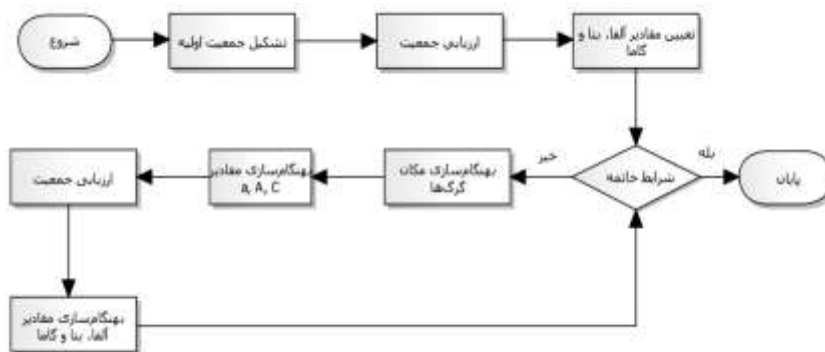 شروع
تشکیل جمعیت اولیه
ارزیابی جمعیت
تعیین مقادیر آلفا، بتا و
گاما
شرایط خاتمه
بله
پایان
خیر
بهنگام‌سازی مکان
گرگ‌ها
بهنگام‌سازی مقادیر
a, A, C
ارزیابی جمعیت
بهنگام‌سازی مقادیر
آلفا، بتا و گاما